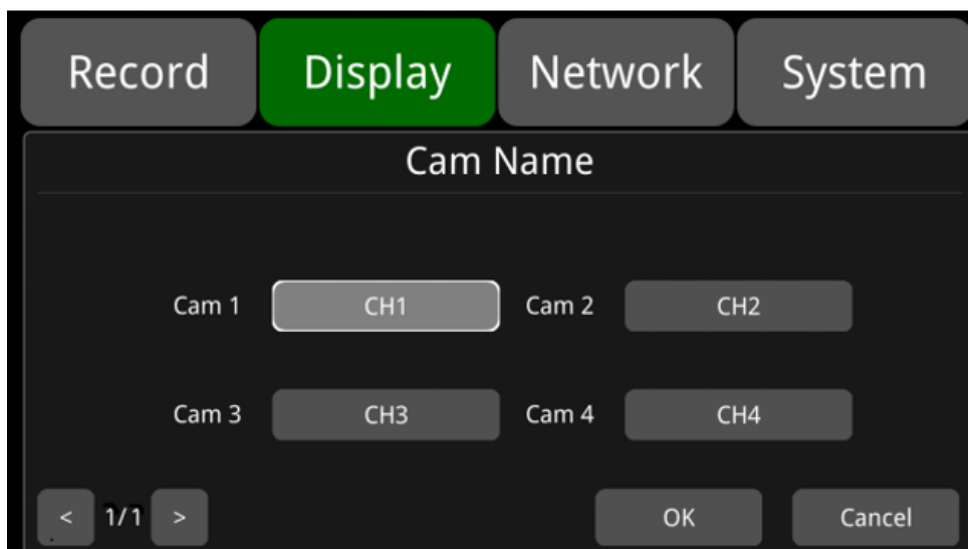 Record Display Network System
Cam Name
Cam 1 CH1 Cam 2 CH2
Cam 3 CH3 Cam 4 CH4
< 1/1 > OK Cancel